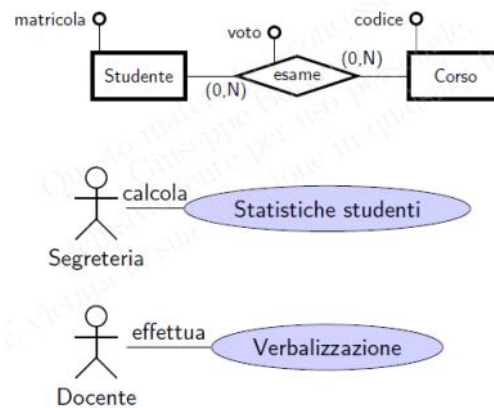 matricola
voto
codice
Studente
esame
Corso
(0,N)
(0,N)
calcola
Statistiche studenti
Segreteria
effettua
Verbalizzazione
Docente